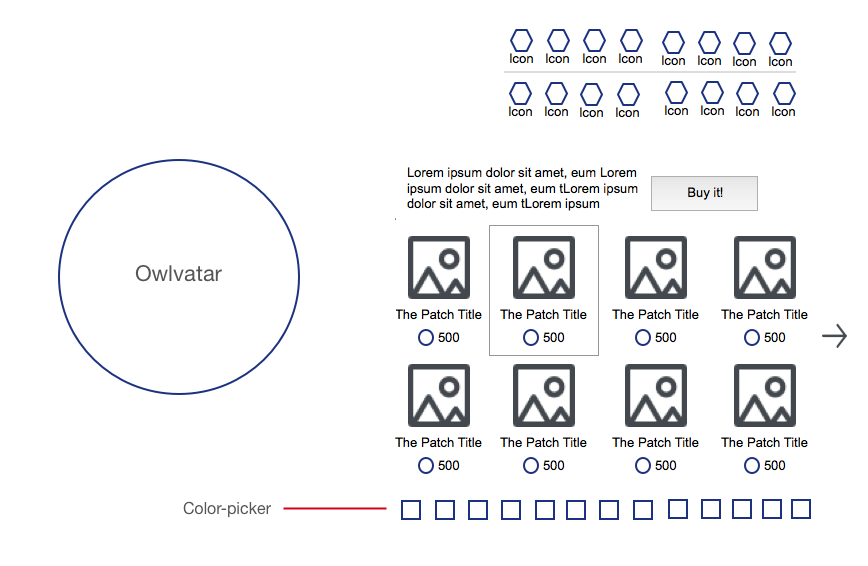 Icon Icon Icon Icon Icon Icon Icon Icon
Icon Icon Icon Icon Icon Icon Icon Icon
Lorem ipsum dolor sit amet, eum Lorem
ipsum dolor sit amet, eum tLorem ipsum
dolor sit amet, eum tLorem ipsum
Buy it!
Owlvatar
The Patch Title The Patch Title The Patch Title The Patch Title
500 500 500 500
The Patch Title The Patch Title The Patch Title The Patch Title
500 500 500 500
Color-picker